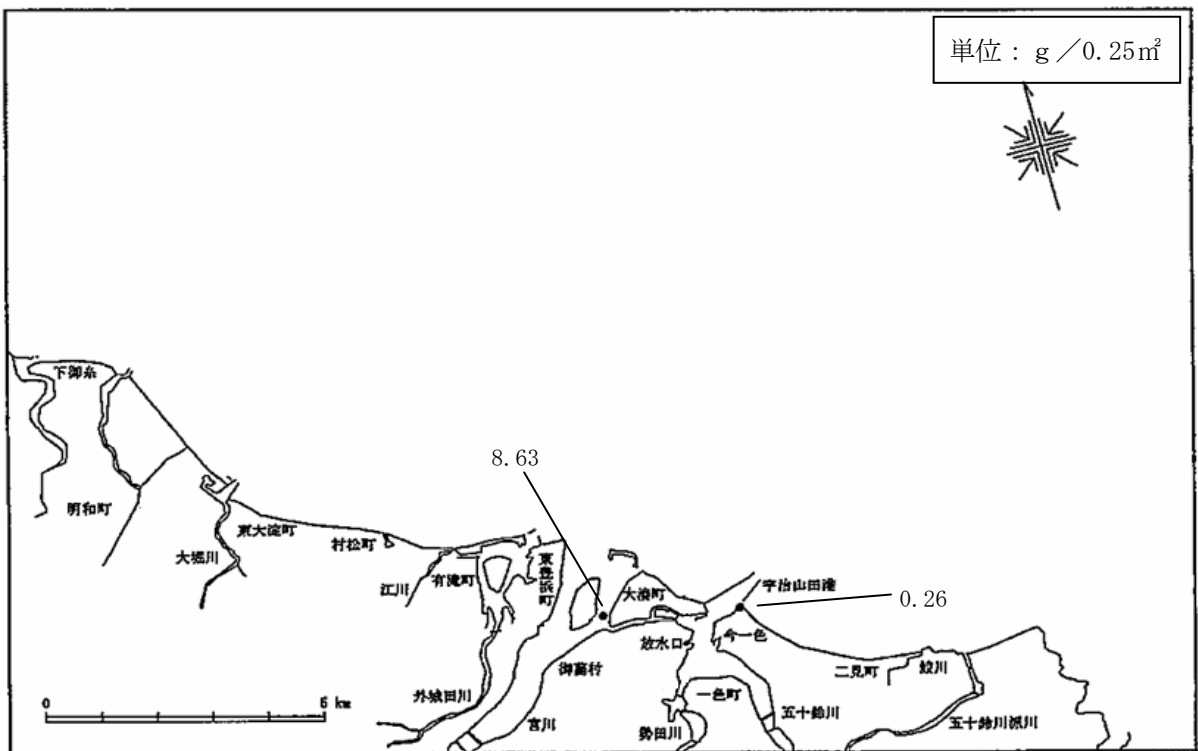 単位：ｇ／0.25㎡
8.63
0.26
下御糸
明和町
大堀川
東大淀町
村松町
江川
有滝町
東豊浜町
大湊町
宇治山田港
放水口
今一色
御薗村
外城田川
宮川
勢田川
一色町
五十鈴川
二見町
鮫川
五十鈴川派川
0
5 km